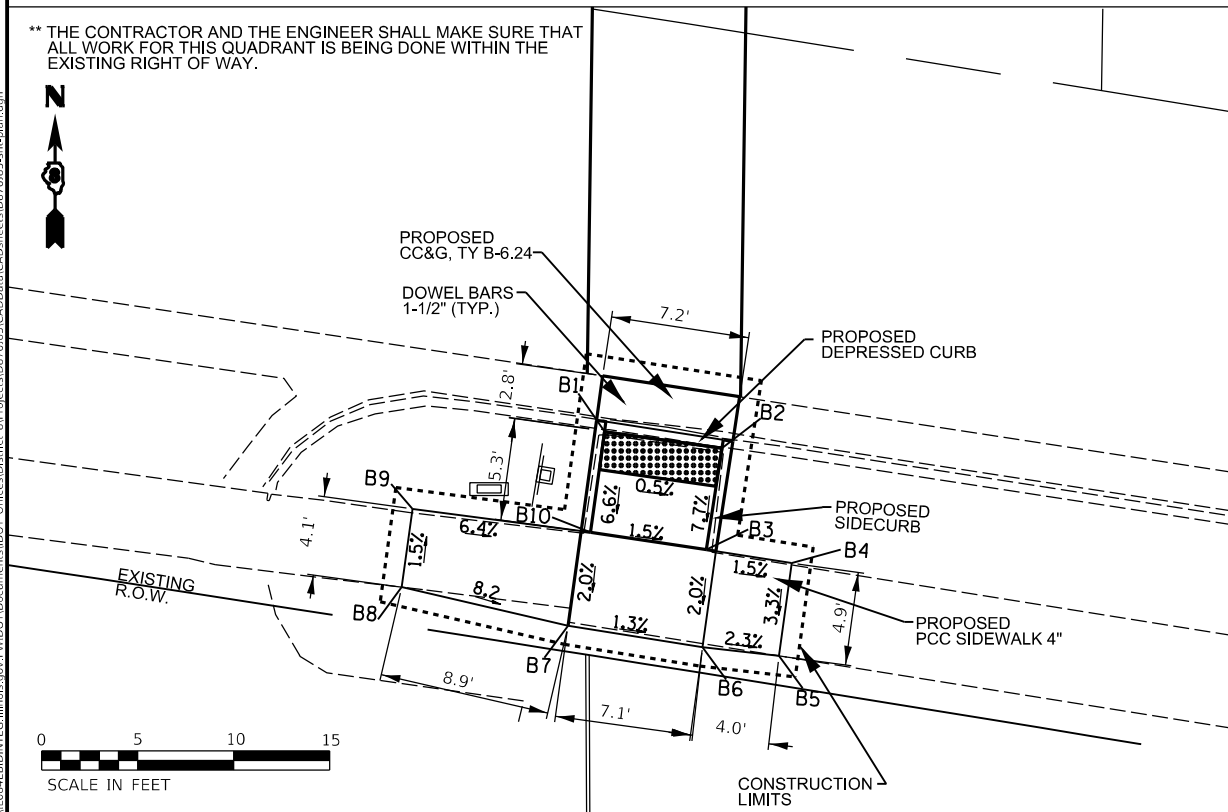 ** THE CONTRACTOR AND THE ENGINEER SHALL MAKE SURE THAT
ALL WORK FOR THIS QUADRANT IS BEING DONE WITHIN THE
EXISTING RIGHT OF WAY.
N
PROPOSED
CC&G, TY B-6.24
DOWEL BARS
1-1/2" (TYP.)
7.2'
PROPOSED
DEPRESSED CURB
2.8'
B1
B2
5.3'
0.5%
6.6%
7.7%
PROPOSED
SIDECURB
B9
B10
1.5%
B3
6.4%
4.1'
1.5%
B4
1.5%
EXISTING
R.O.W.
8.2
2.0%
2.0%
3.3%
4.9'
PROPOSED
PCC SIDEWALK 4"
B8
1.3%
2.3%
B7
B6
B5
8.9'
7.1'
4.0'
0 5 10 15
SCALE IN FEET
CONSTRUCTION
LIMITS